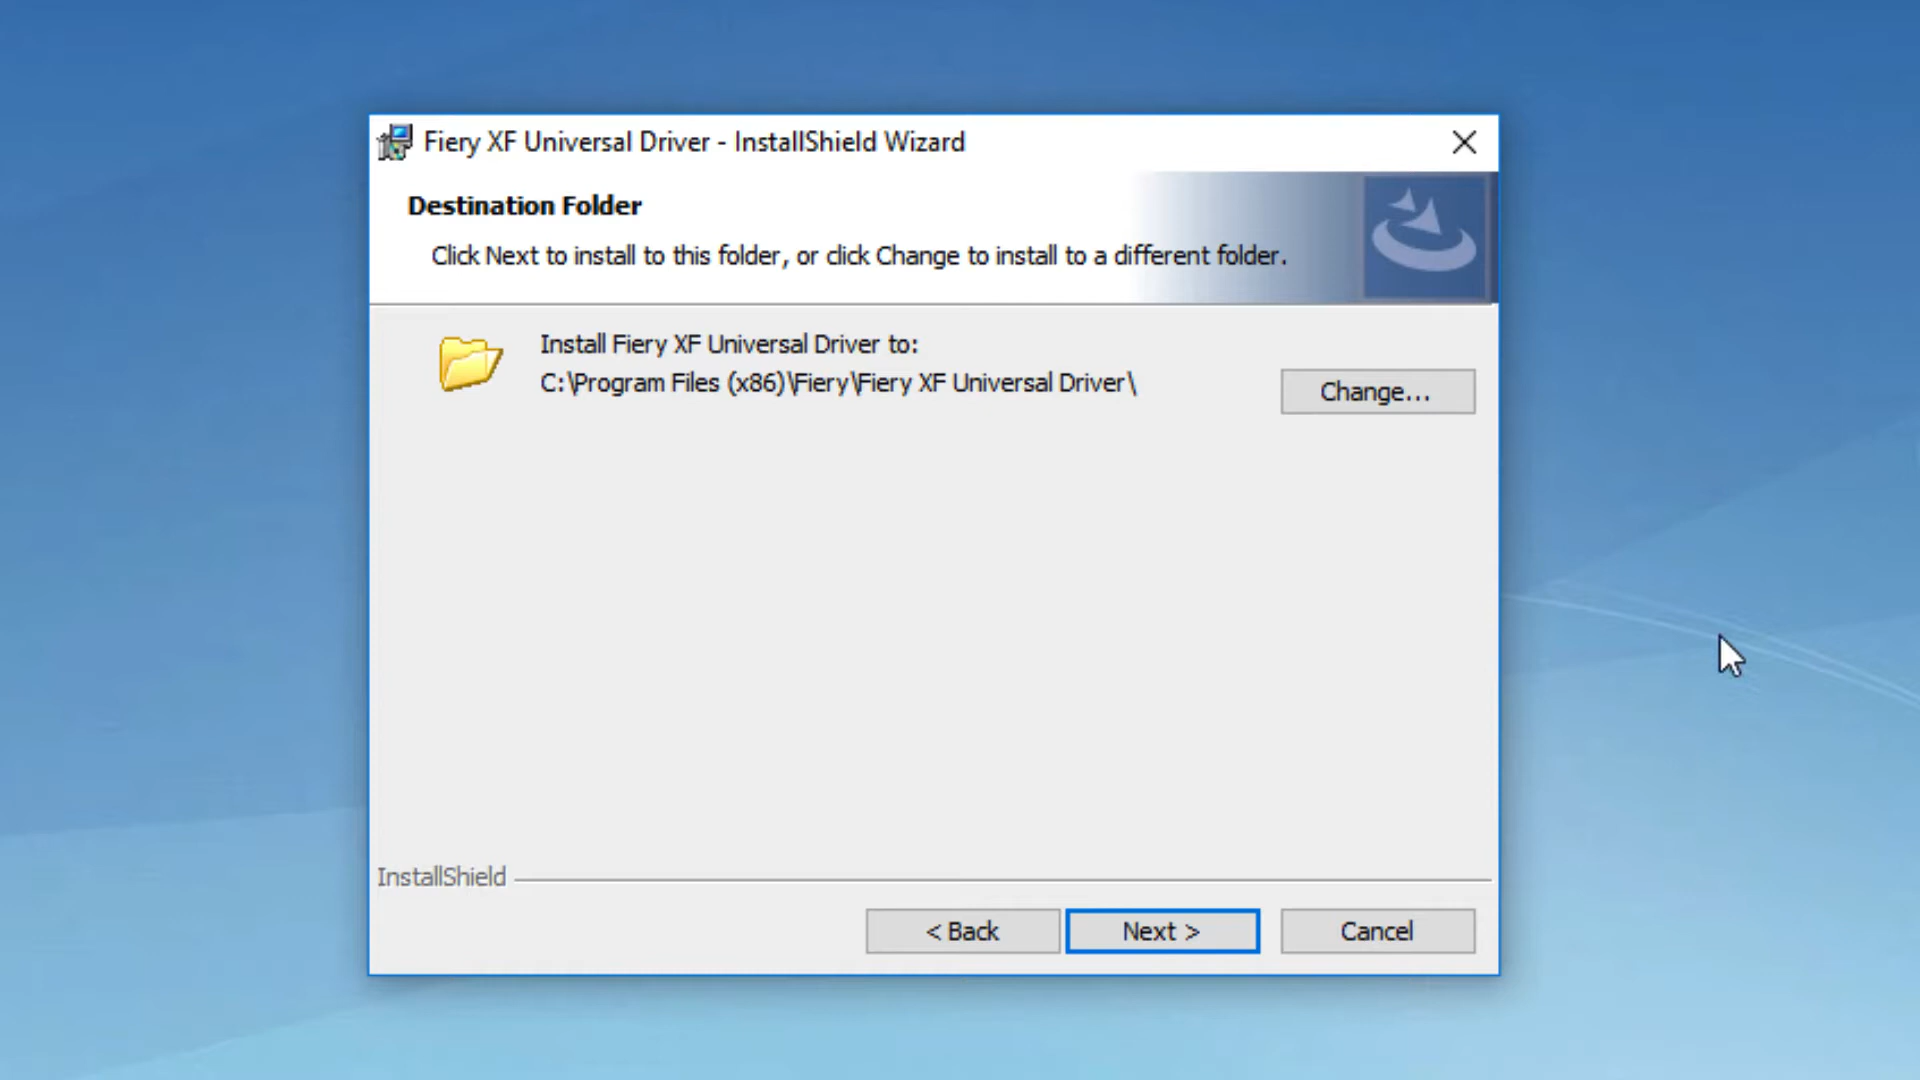 Fiery XF Universal Driver - InstallShield Wizard
Destination Folder
Click Next to install to this folder, or click Change to install to a different folder.
Install Fiery XF Universal Driver to:
C:\Program Files (x86)\Fiery\Fiery XF Universal Driver\
Change...
InstallShield
< Back
Next >
Cancel